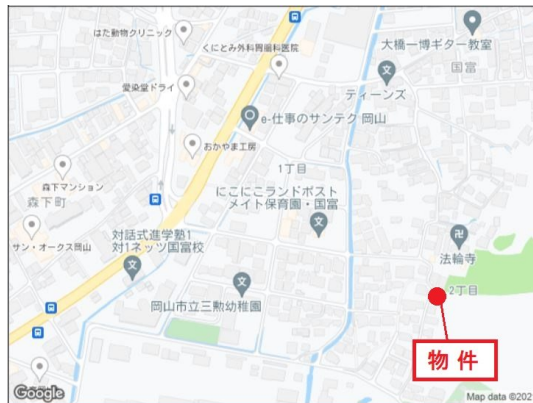 はた動物クリニック
くにとみ外科胃腸科医院
大橋一博ギター教室
国富
愛染堂ドライ
ティーンズ
e-仕事のサンテク 岡山
おかやま工房
1丁目
森下マンション
にこにこランドポスト
メイト保育園・国富
森下町
サン・オークス岡山
対話式進学塾1
対1ネッツ国富校
法輪寺
岡山市立三勲幼稚園
2丁目
物件
Google
Map data ©202